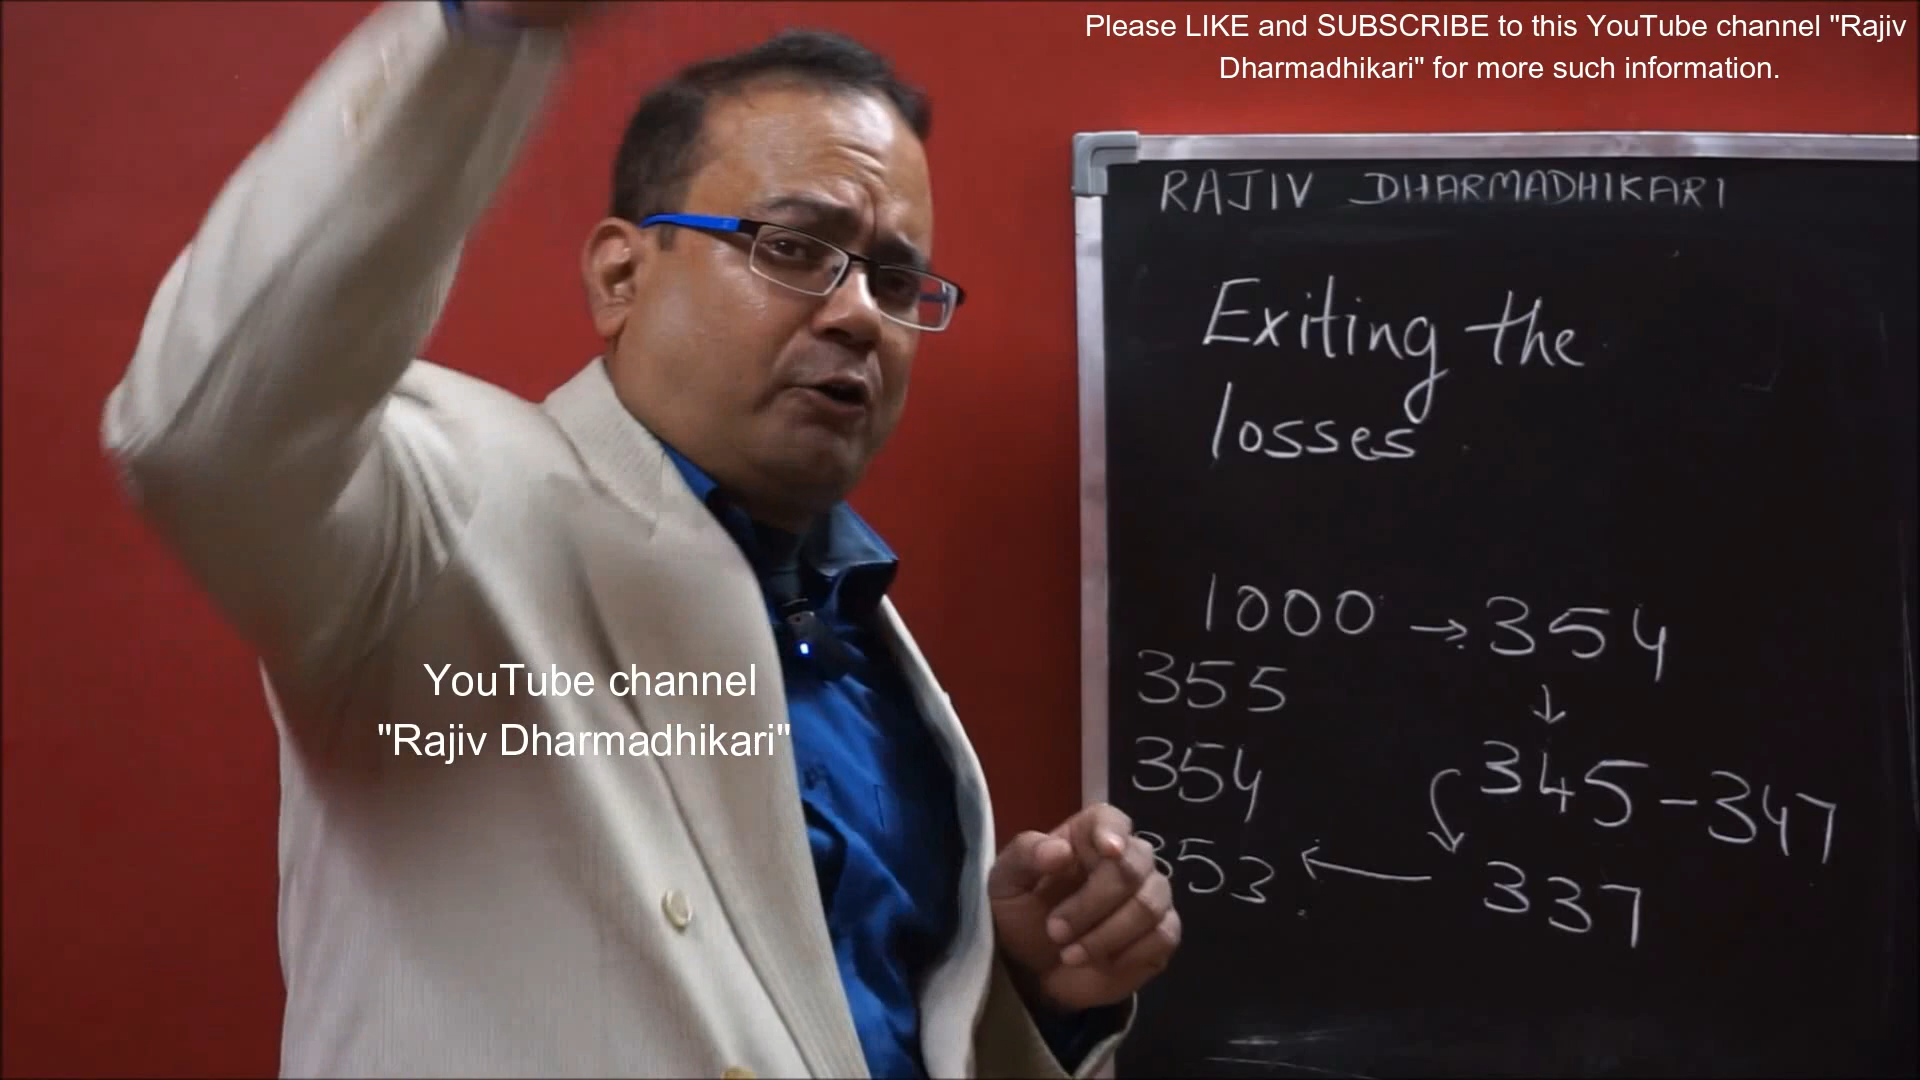 Please LIKE and SUBSCRIBE to this YouTube channel "Rajiv
Dharmadhikari" for more such information.
RAJIV DHARMADHIKARI
Exiting the
losses
1000 → 354
355
↓
354
345-347
353 ← 337
YouTube channel
"Rajiv Dharmadhikari"